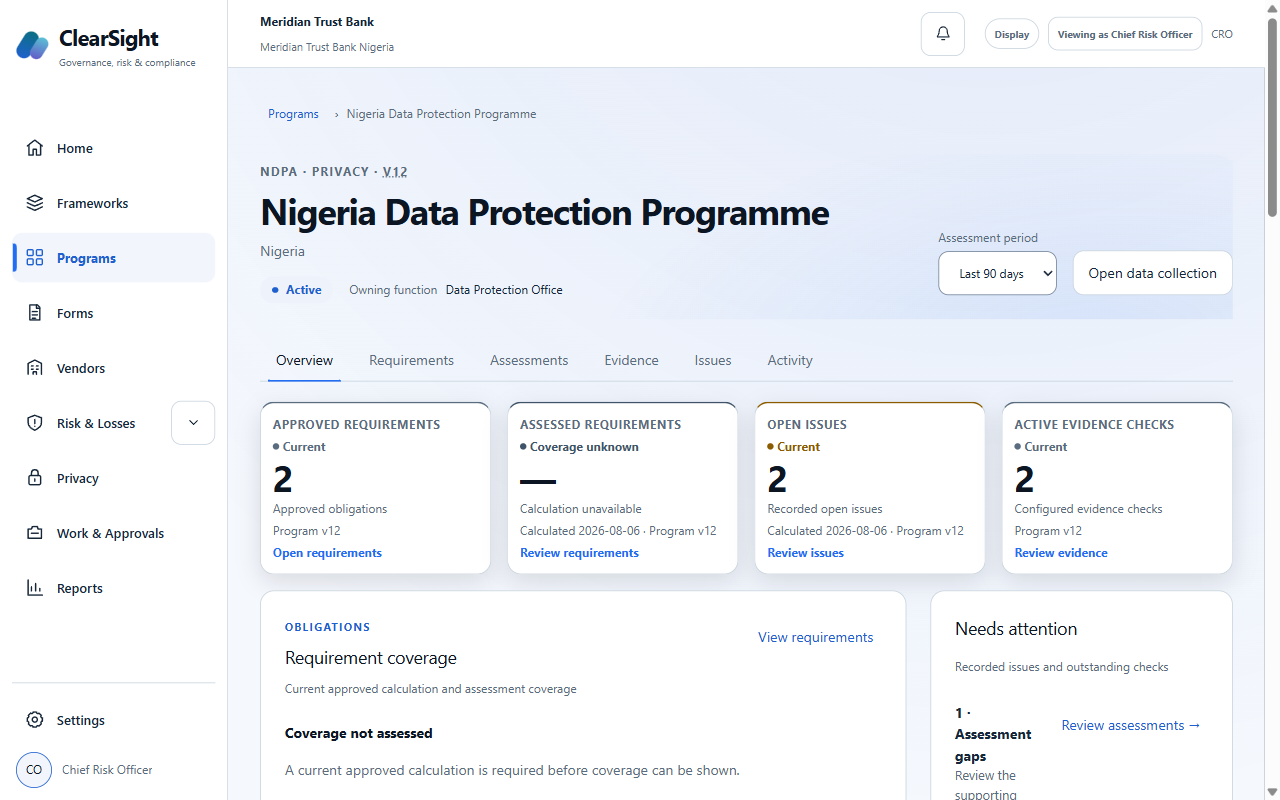 ClearSight
Governance, risk & compliance
Home
Frameworks
Programs
Forms
Vendors
Risk & Losses
Privacy
Work & Approvals
Reports
Settings
CO
Chief Risk Officer
Meridian Trust Bank
Meridian Trust Bank Nigeria
Display
Viewing as Chief Risk Officer
CRO
Programs › Nigeria Data Protection Programme
NDPA · PRIVACY · V12
Nigeria Data Protection Programme
Nigeria
Active
Owning function Data Protection Office
Assessment period
Last 90 days
Open data collection
Overview
Requirements
Assessments
Evidence
Issues
Activity
APPROVED REQUIREMENTS
Current
2
Approved obligations
Program v12
Open requirements
ASSESSED REQUIREMENTS
Coverage unknown
—
Calculation unavailable
Calculated 2026-08-06 · Program v12
Review requirements
OPEN ISSUES
Current
2
Recorded open issues
Calculated 2026-08-06 · Program v12
Review issues
ACTIVE EVIDENCE CHECKS
Current
2
Configured evidence checks
Program v12
Review evidence
OBLIGATIONS
Requirement coverage
Current approved calculation and assessment coverage
View requirements
Coverage not assessed
A current approved calculation is required before coverage can be shown.
Needs attention
Recorded issues and outstanding checks
1 ·
Assessment
gaps
Review the
supporting
Review assessments →